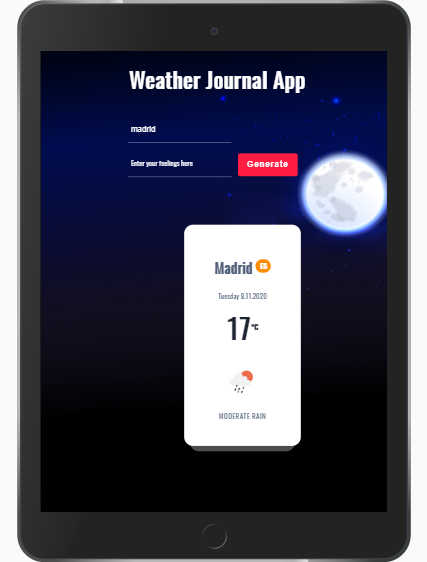 Weather Journal App
madrid
Enter your feelings here
Generate
Madrid ES
Tuesday 8.11.2020
17°C
MODERATE RAIN